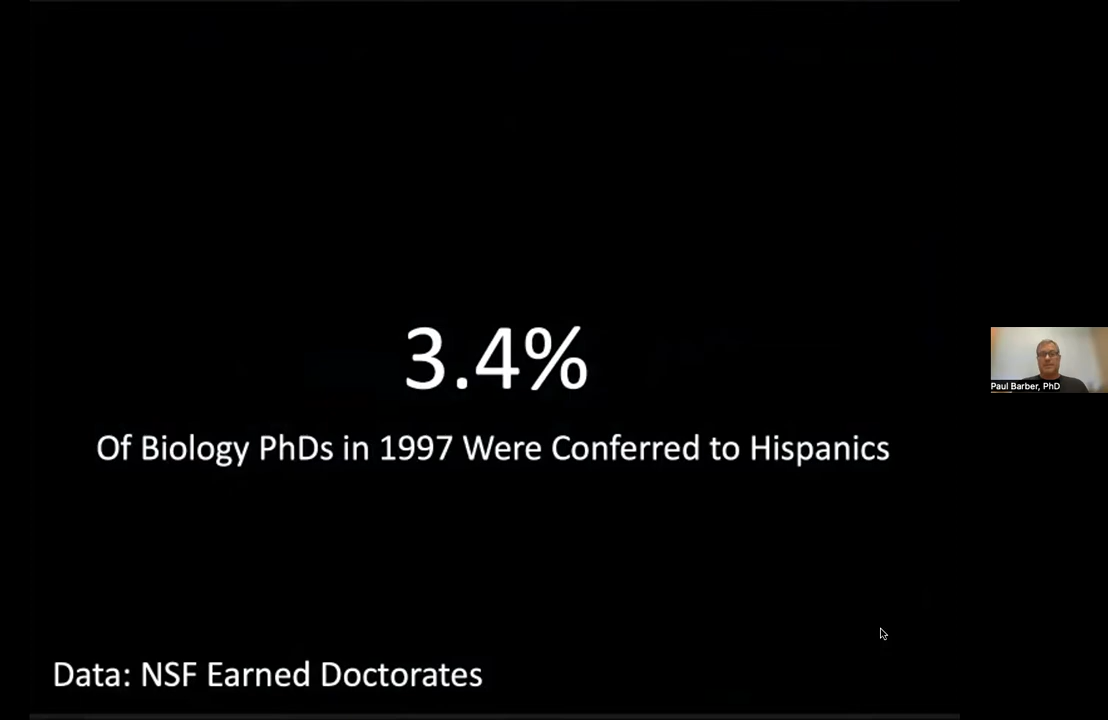 3.4%
Of Biology PhDs in 1997 Were Conferred to Hispanics
Paul Barber, PhD
Data: NSF Earned Doctorates